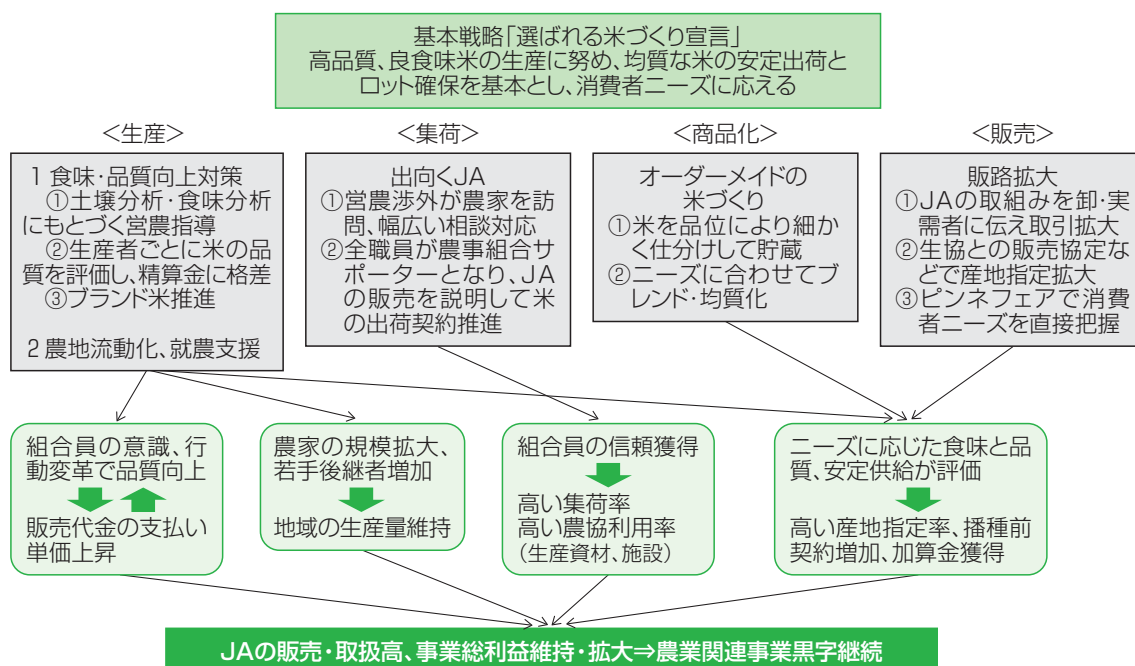 基本戦略「選ばれる米づくり宣言」
高品質、良食味米の生産に努め、均質な米の安定出荷と
ロット確保を基本とし、消費者ニーズに応える
＜生産＞
1 食味・品質向上対策
①土壌分析・食味分析
にもとづく営農指導
②生産者ごとに米の品
質を評価し、精算金に格差
③ブランド米推進
2 農地流動化、就農支援
＜集荷＞
出向くJA
①営農渉外が農家を訪
問、幅広い相談対応
②全職員が農事組合サ
ポーターとなり、JA
の販売を説明して米
の出荷契約推進
＜商品化＞
オーダーメイドの
米づくり
①米を品位により細か
く仕分けして貯蔵
②ニーズに合わせてブ
レンド・均質化
＜販売＞
販路拡大
①JAの取組みを卸・実
需者に伝え取引拡大
②生協との販売協定な
どで産地指定拡大
③ピンネフェアで消費
者ニーズを直接把握
組合員の意識、行
動変革で品質向上
販売代金の支払い
単価上昇
農家の規模拡大、
若手後継者増加
地域の生産量維持
組合員の信頼獲得
高い集荷率
高い農協利用率
（生産資材、施設）
ニーズに応じた食味と品
質、安定供給が評価
高い産地指定率、播種前
契約増加、加算金獲得
JAの販売・取扱高、事業総利益維持・拡大⇒農業関連事業黒字継続